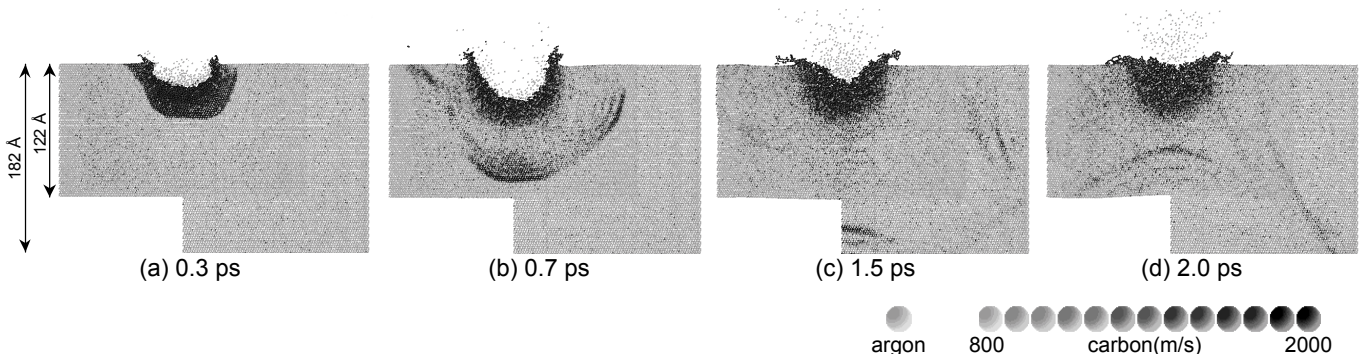 182 Å
122 Å
(a) 0.3 ps
(b) 0.7 ps
(c) 1.5 ps
(d) 2.0 ps
argon
800
carbon(m/s)
2000